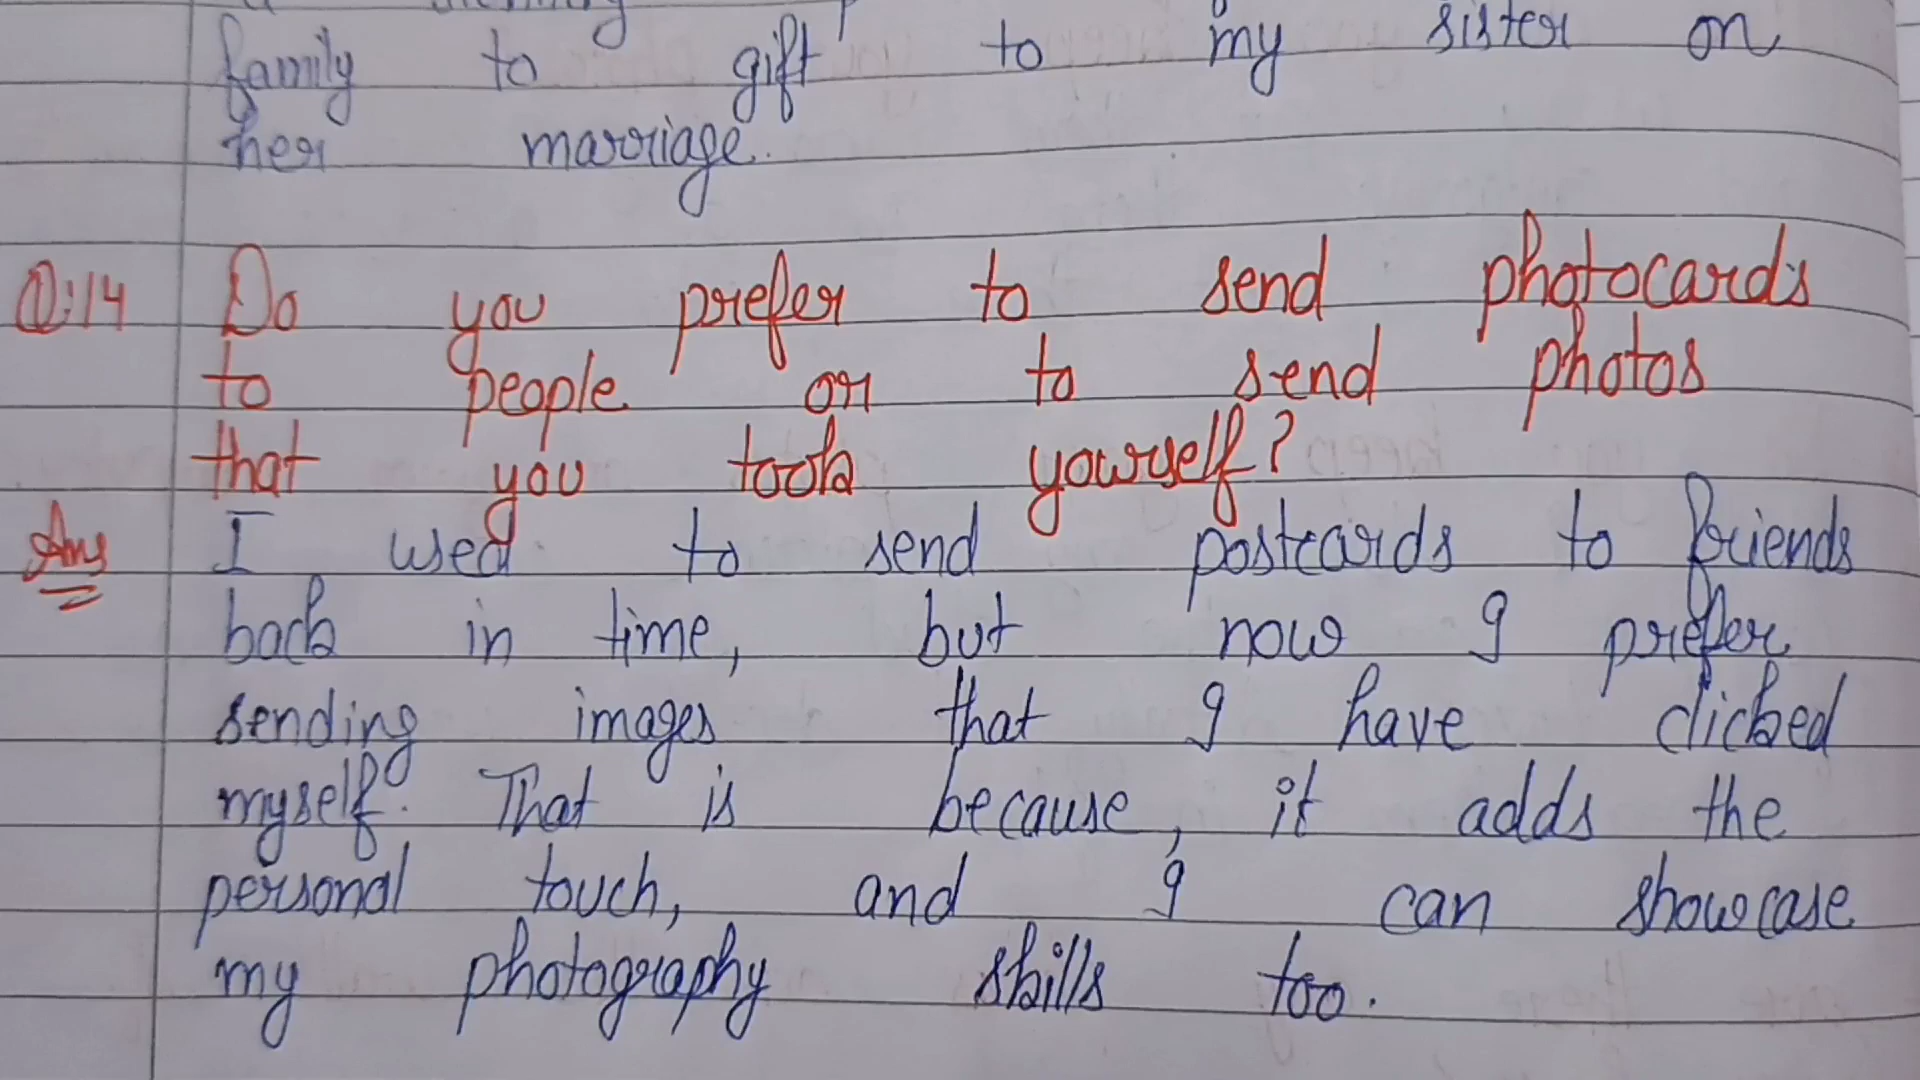 family to gift to my sister on
her marriage.
Q:14 Do you prefer to send photocards
to people or to send photos
that you took yourself?
Ans I used to send postcards to friends
back in time, but now I prefer
sending images that I have clicked
myself. That is because, it adds the
personal touch, and I can showcase
my photography skills too.